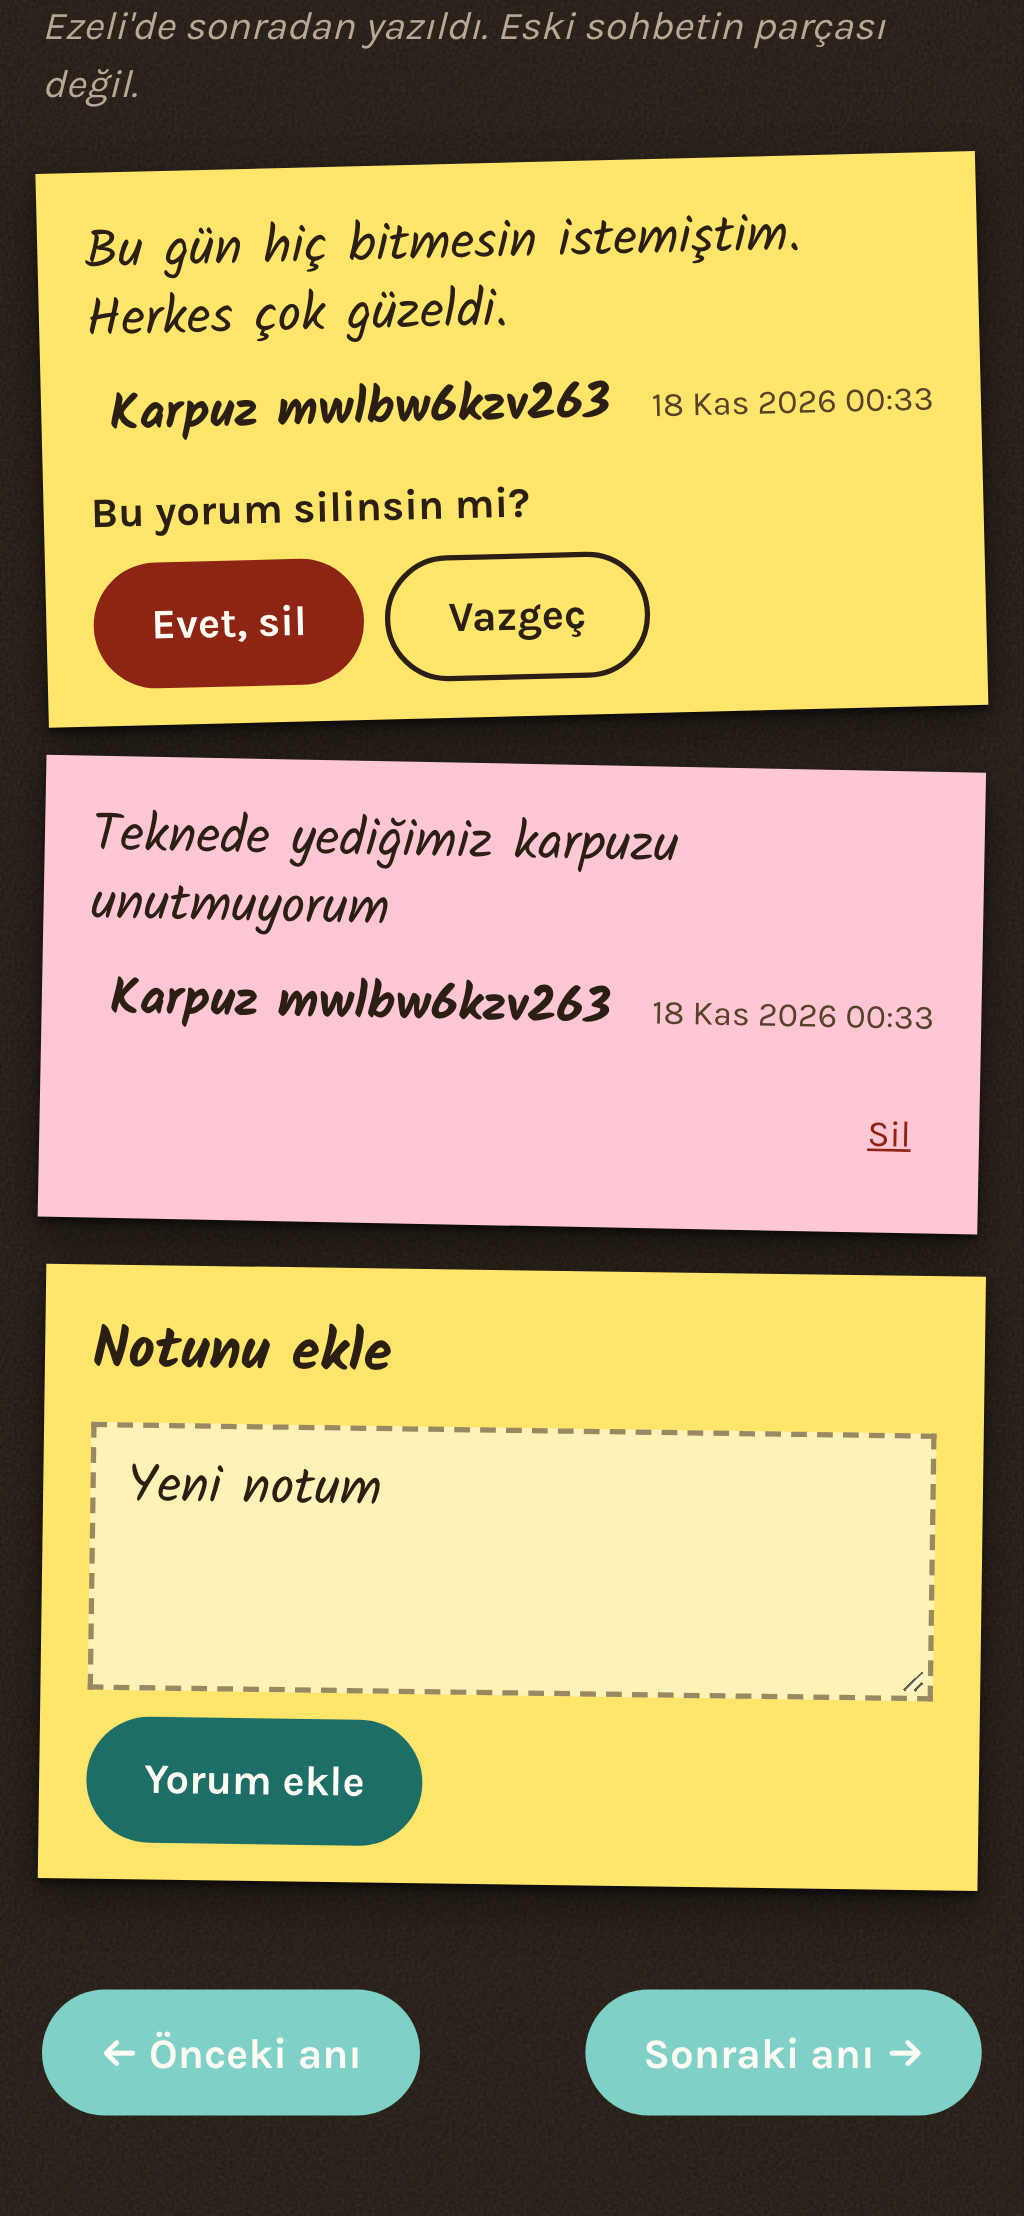 Ezeli'de sonradan yazıldı. Eski sohbetin parçası
değil.
Bu gün hiç bitmesin istemiştim.
Herkes çok güzeldi.
Karpuz mwlbw6kzv263 18 Kas 2026 00:33
Bu yorum silinsin mi?
Evet, sil Vazgeç
Teknede yediğimiz karpuzu
unutmuyorum
Karpuz mwlbw6kzv263 18 Kas 2026 00:33
Sil
Notunu ekle
Yeni notum
Yorum ekle
← Önceki anı Sonraki anı →